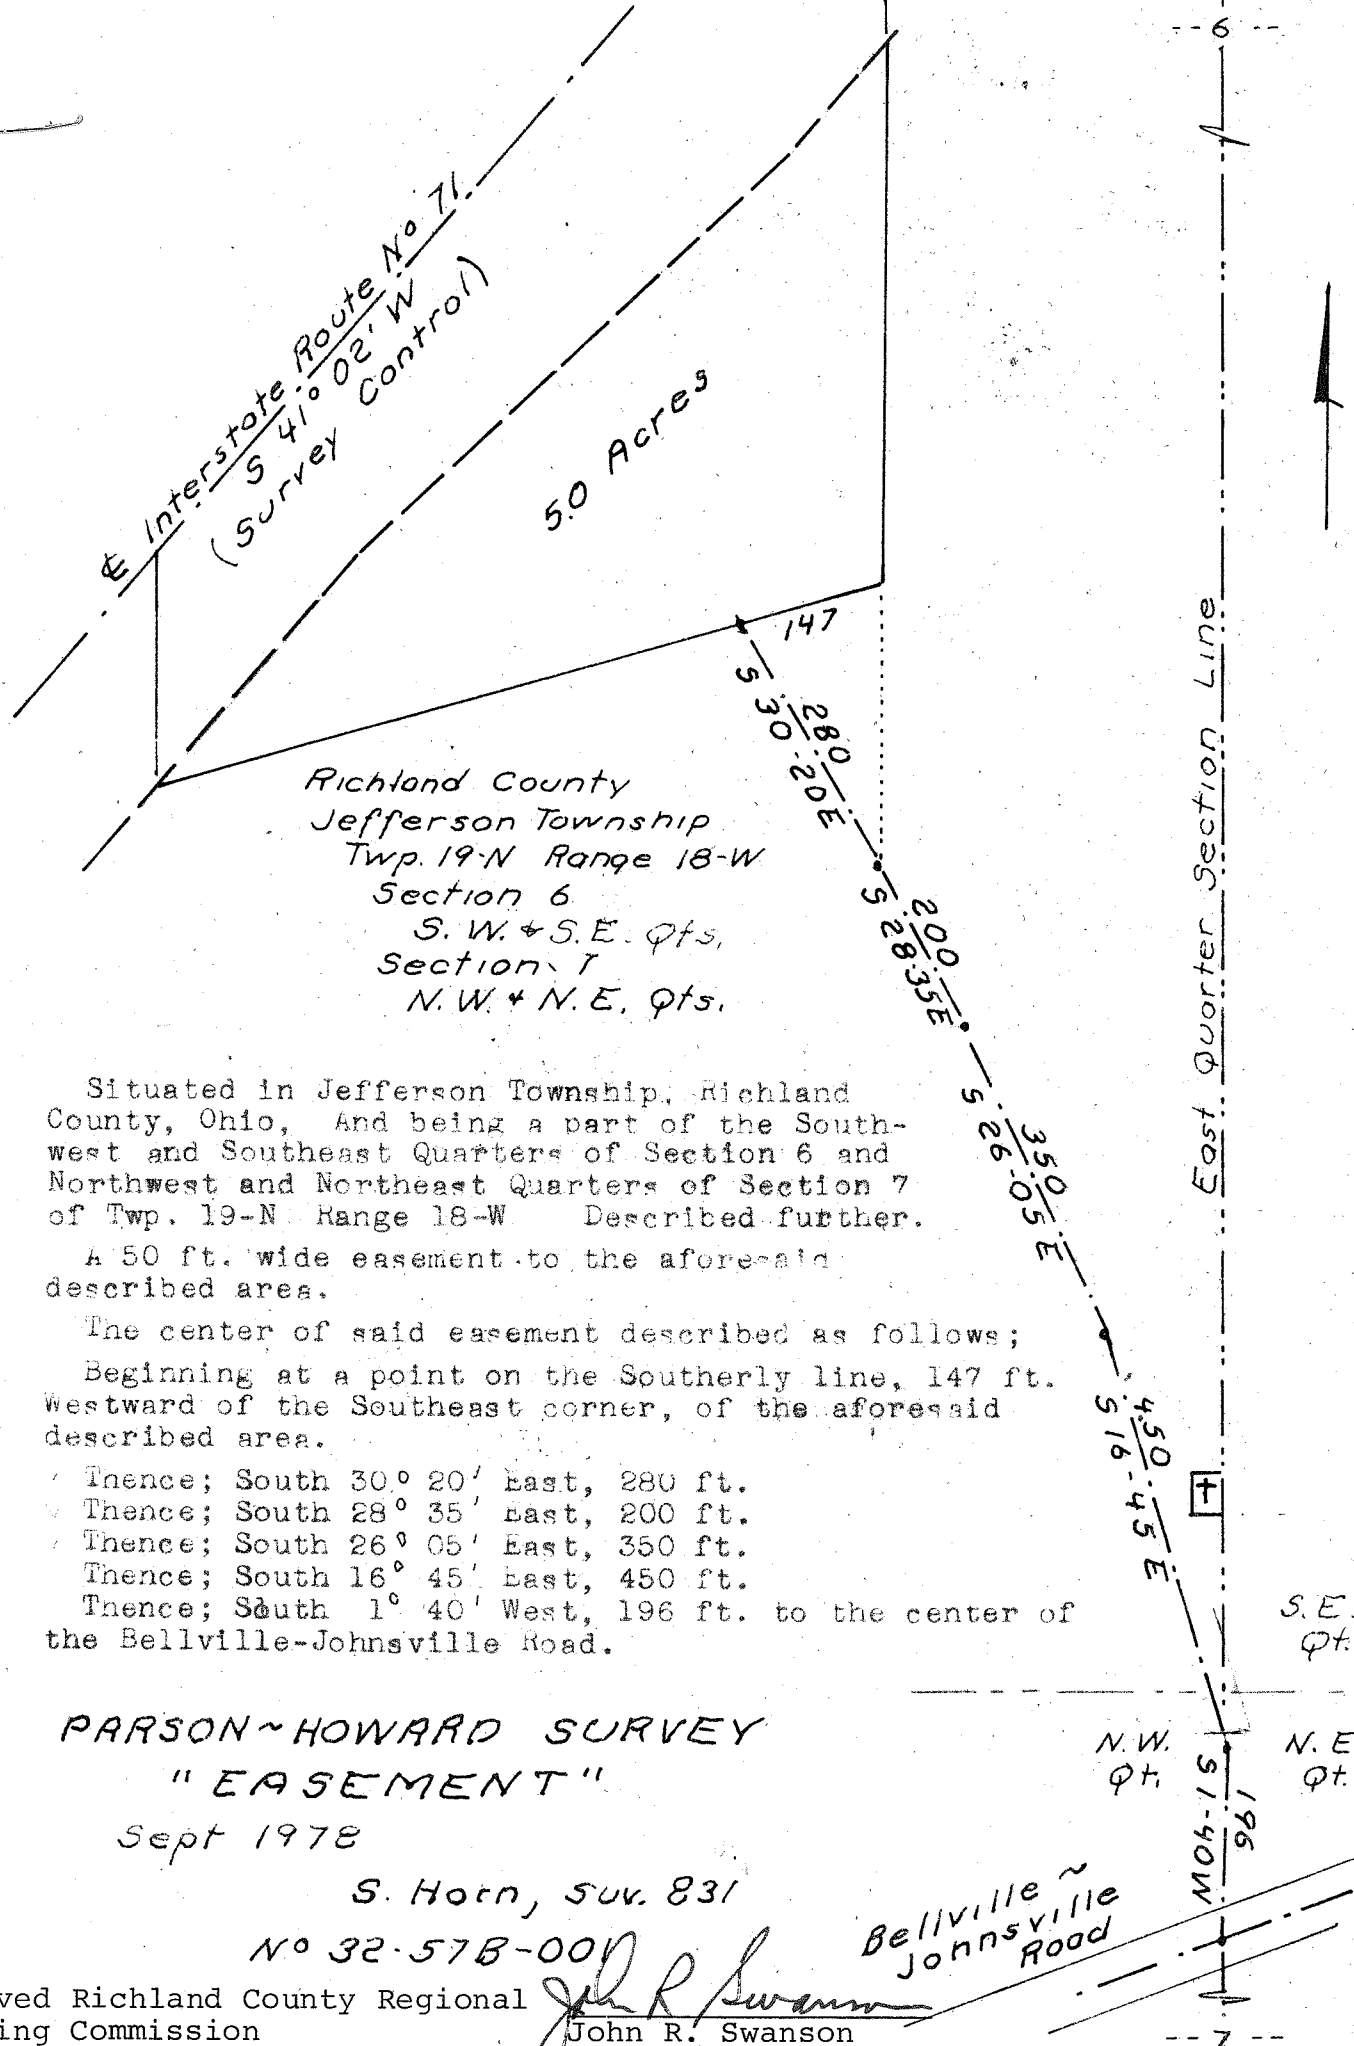 -- 6 --
℄ Interstate Route Nº 71
S 41° 02' W
(Survey Control)
5.0 Acres
147
280
S 30-20E
200
S 28-35E
350
S 26-05 E
450
S 16-45 E
East Quarter Section Line
Richland County
Jefferson Township
Twp. 19-N Range 18-W
Section 6
S. W. & S. E. Qts.
Section 7
N. W. & N. E. Qts.
Situated in Jefferson Township, Richland
County, Ohio, And being a part of the South-
west and Southeast Quarters of Section 6 and
Northwest and Northeast Quarters of Section 7
of Twp. 19-N Range 18-W Described further.
A 50 ft. wide easement to the aforesaid
described area.
The center of said easement described as follows;
Beginning at a point on the Southerly line, 147 ft.
Westward of the Southeast corner, of the aforesaid
described area.
Thence; South 30° 20' East, 280 ft.
Thence; South 28° 35' East, 200 ft.
Thence; South 26° 05' East, 350 ft.
Thence; South 16° 45' East, 450 ft.
Thence; South 1° 40' West, 196 ft. to the center of
the Bellville-Johnsville Road.
S. E.
Qt.
N. W.
Qt.
N. E
Qt.
196
S 1-40W
PARSON~HOWARD SURVEY
"EASEMENT"
Sept 1978
S. Horn, Suv. 831
Nº 32-57B-001
Bellville ~
Johnsville
Road
ved Richland County Regional
ing Commission
John R Swanson
John R. Swanson
-- 7 --